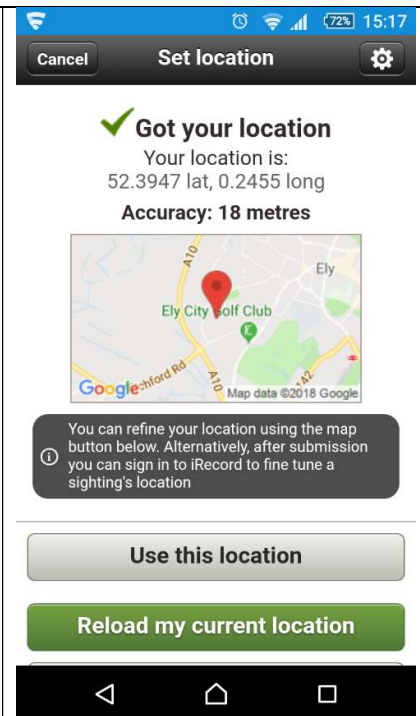 72% 15:17
Cancel Set location
Got your location
Your location is:
52.3947 lat, 0.2455 long
Accuracy: 18 metres
A10
Ely
Ely City Golf Club
chford Rd
A10
142
Google
Map data ©2018 Google
You can refine your location using the map
button below. Alternatively, after submission
you can sign in to iRecord to fine tune a
sighting's location
Use this location
Reload my current location